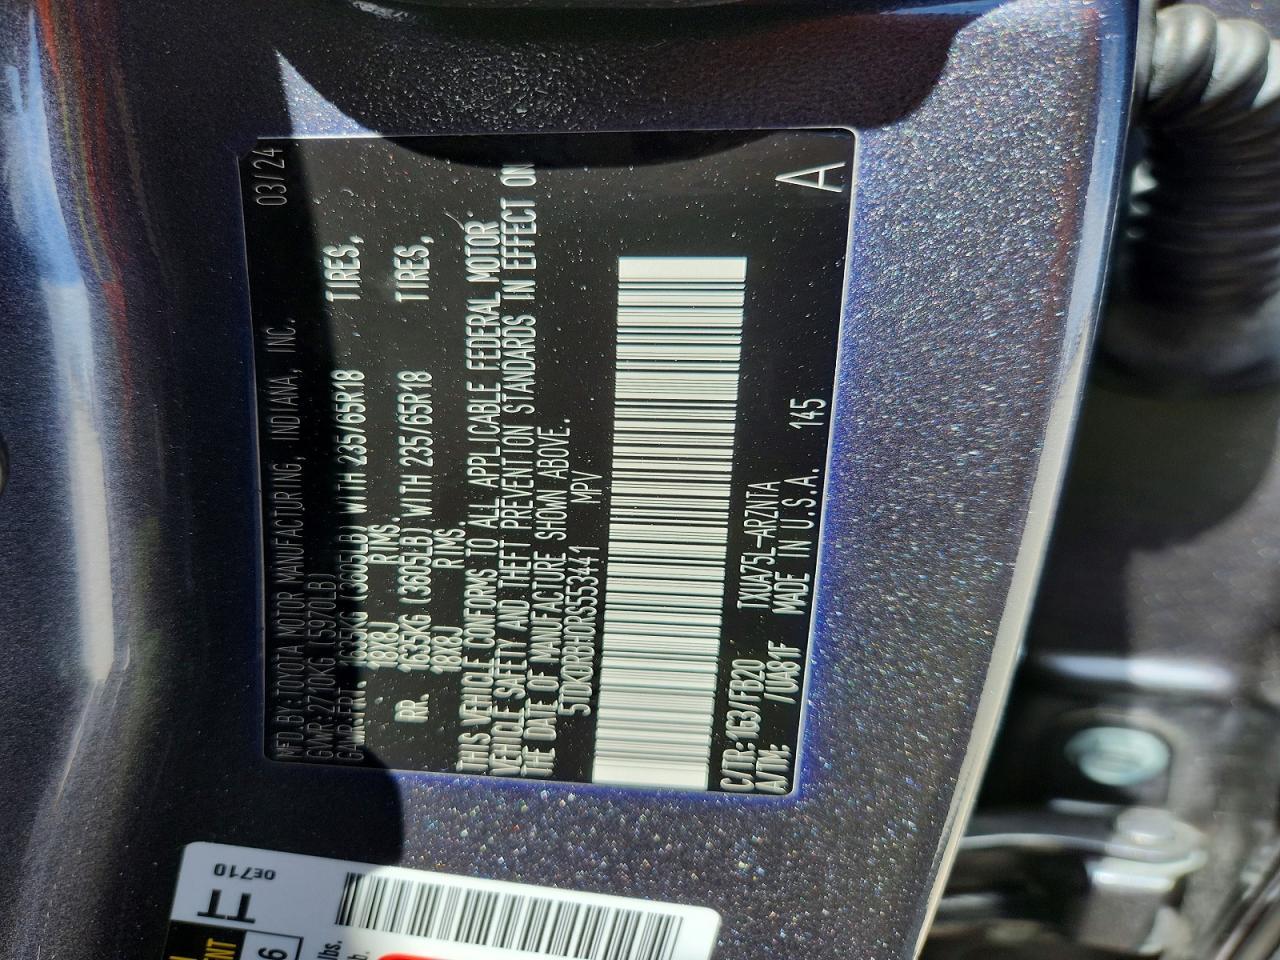 MFD.BY:TOYOTA MOTOR MANUFACTURING, INDIANA, INC. 03/24
GVWR:2710KG(5970LB)
GAWR:FRT. 1635KG (3605LB) WITH 235/65R18 TIRES,
18X8J RIMS.
RR. 1635KG (3605LB) WITH 235/65R18 TIRES,
18X8J RIMS.
THIS VEHICLE CONFORMS TO ALL APPLICABLE FEDERAL MOTOR
VEHICLE SAFETY AND THEFT PREVENTION STANDARDS IN EFFECT ON
THE DATE OF MANUFACTURE SHOWN ABOVE.
5TDKDRBH0RS553441 MPV
C/TR:1G3/FB20 TXUA75L-ARZNTA
A/TM: /UA81F MADE IN U.S.A. 145
A
TT
0E710
6
lbs.